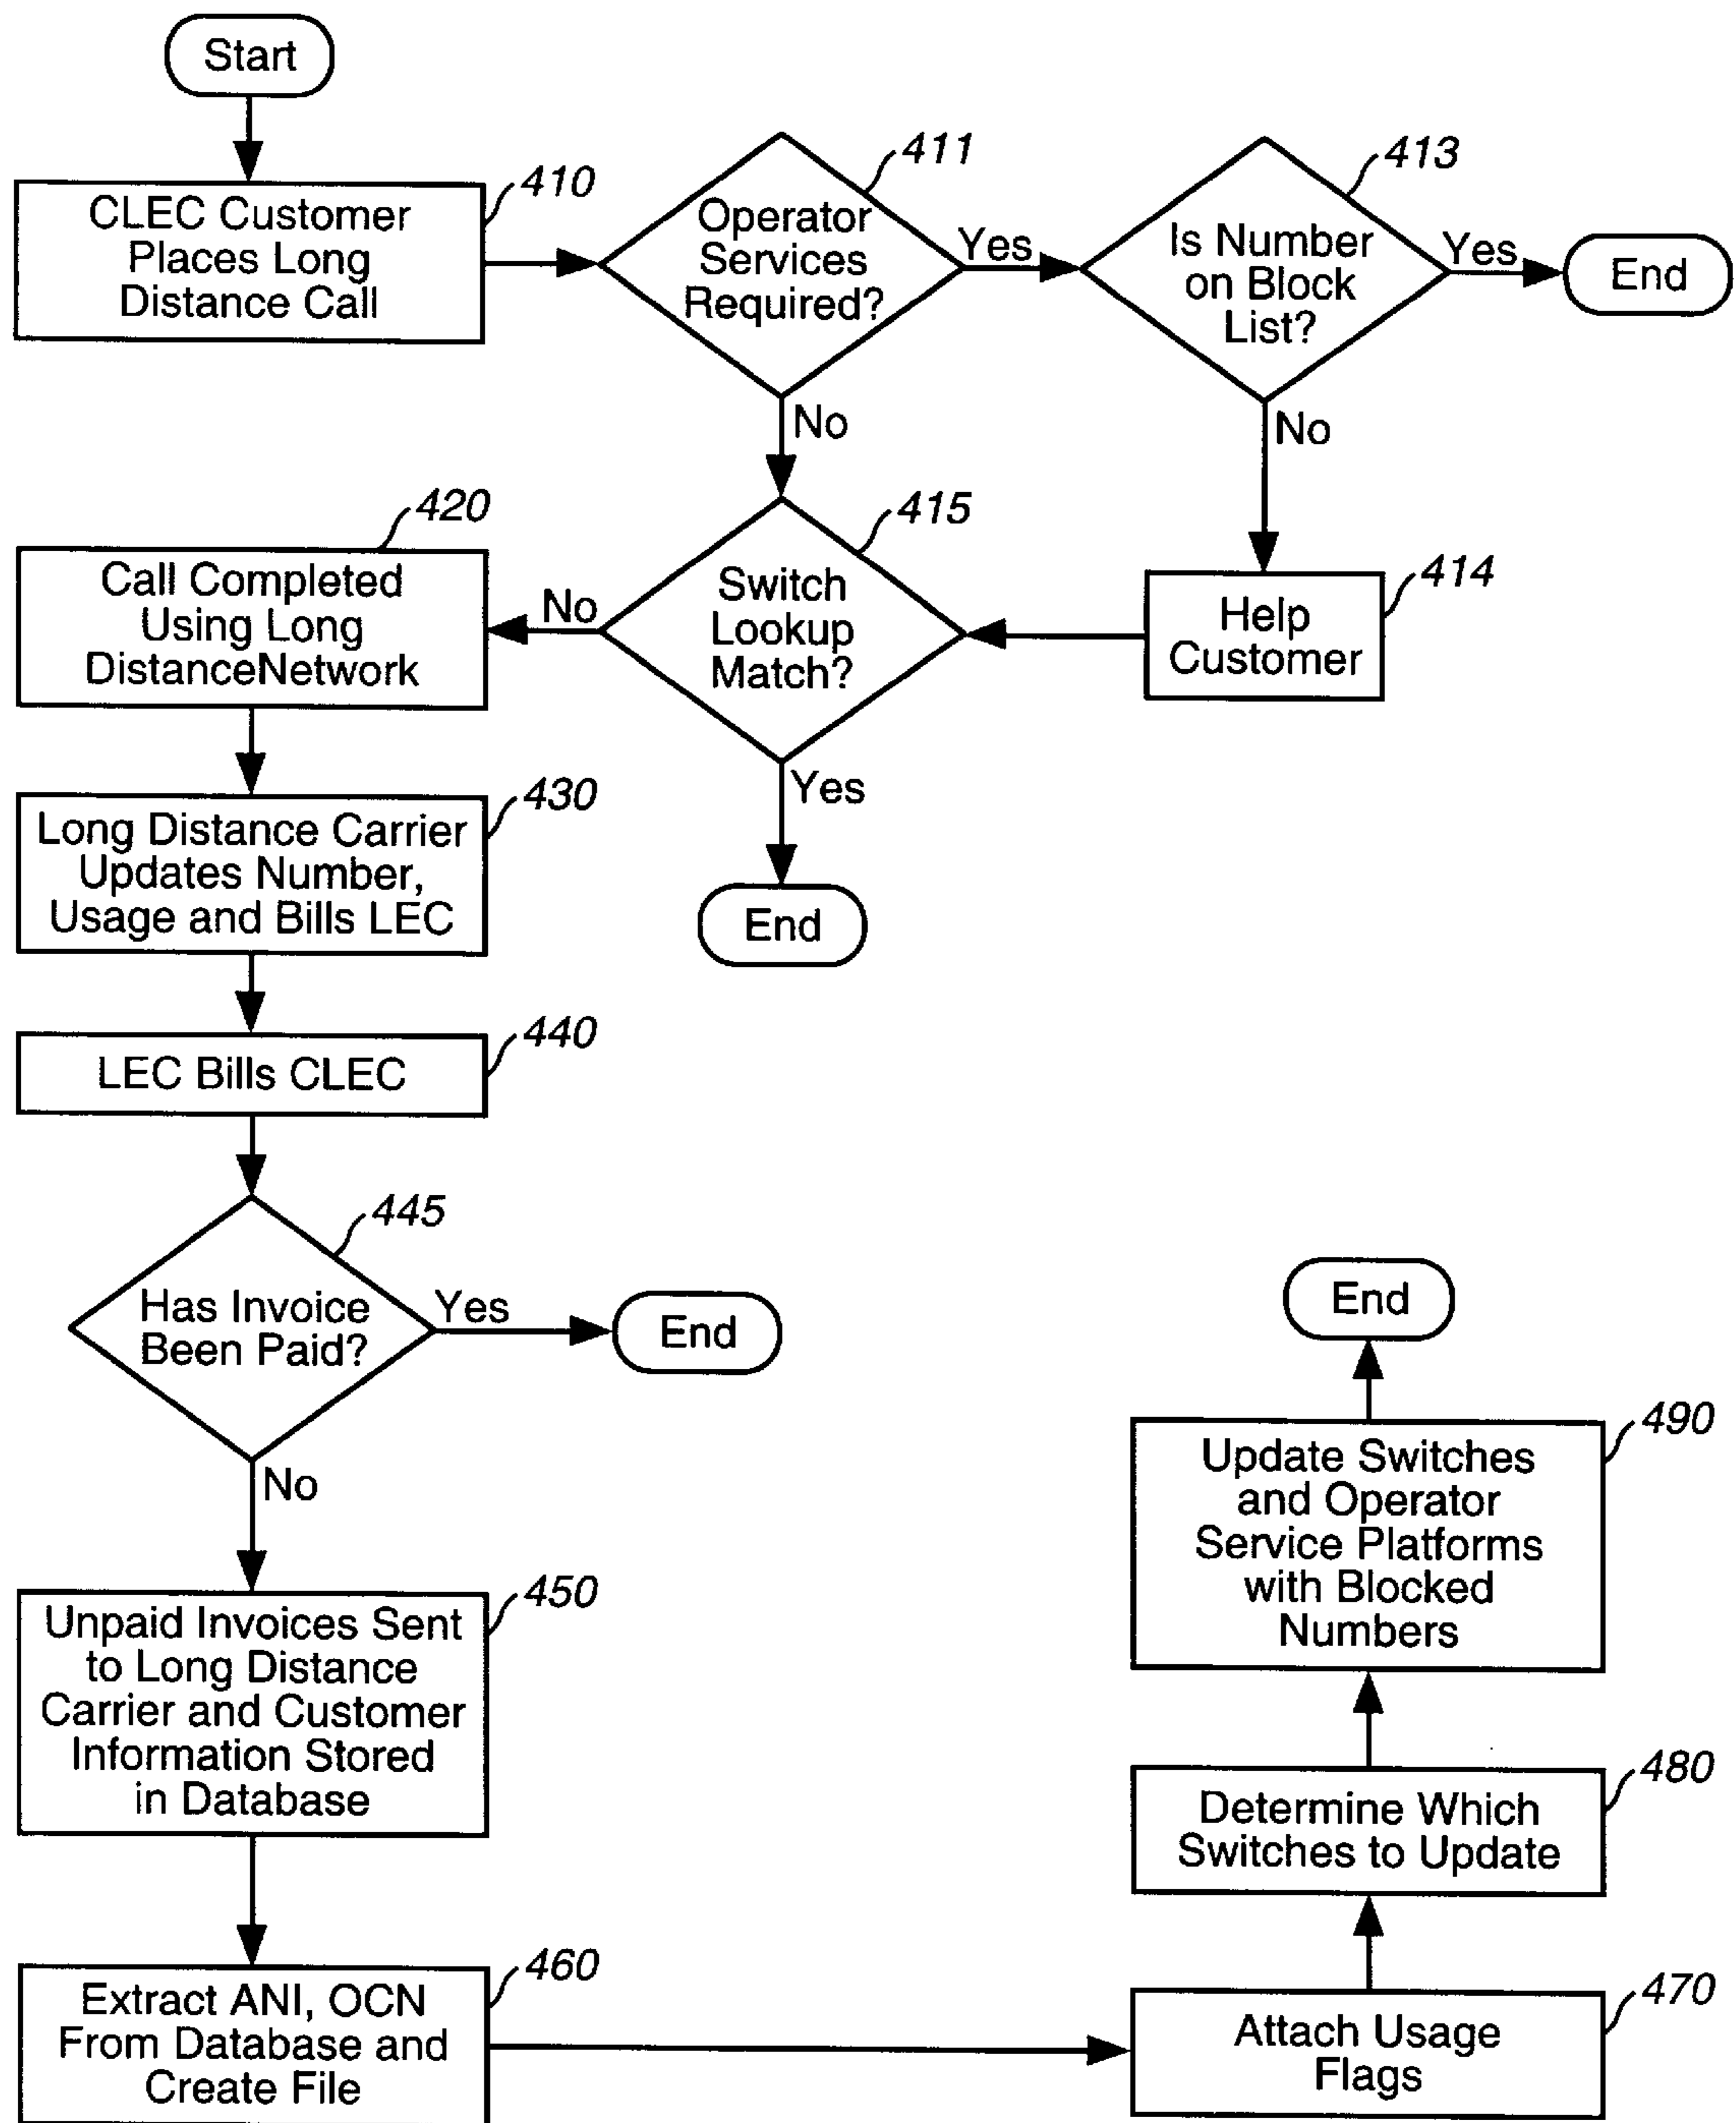 Start
CLEC Customer
Places Long
Distance Call
410
Operator
Services
Required?
411
Yes
Is Number
on Block
List?
413
Yes
End
No
No
Call Completed
Using Long
DistanceNetwork
420
No
Switch
Lookup
Match?
415
Help
Customer
414
Yes
End
Long Distance Carrier
Updates Number,
Usage and Bills LEC
430
LEC Bills CLEC
440
Has Invoice
Been Paid?
445
Yes
End
No
Unpaid Invoices Sent
to Long Distance
Carrier and Customer
Information Stored
in Database
450
Extract ANI, OCN
From Database and
Create File
460
Attach Usage
Flags
470
Determine Which
Switches to Update
480
Update Switches
and Operator
Service Platforms
with Blocked
Numbers
490
End